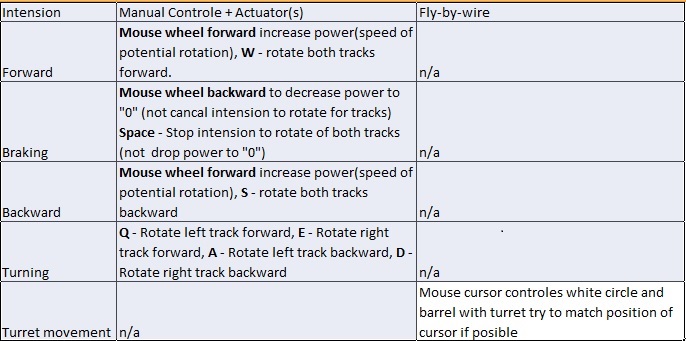 Intension	Manual Controle + Actuator(s)	Fly-by-wire
Mouse wheel forward increase power(speed of
potential rotation), W - rotate both tracks
Forward	forward.	n/a
Mouse wheel backward to decrease power to
"0" (not cancal intension to rotate for tracks)
Space - Stop intension to rotate of both tracks
Braking	(not drop power to "0")	n/a
Mouse wheel forward increase power(speed of
potential rotation), S - rotate both tracks
Backward	backward	n/a
Q - Rotate left track forward, E - Rotate right
track forward, A - Rotate left track backward, D -
Turning	Rotate right track backward	n/a
Mouse cursor controles white circle and
barrel with turret try to match position of
Turret movement	n/a	cursor if posible